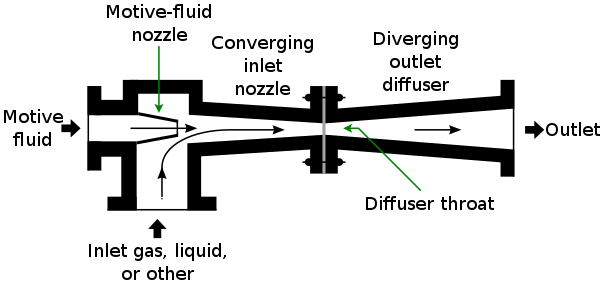 Motive-fluid
nozzle
Converging
inlet
nozzle
Diverging
outlet
diffuser
Motive
fluid
Outlet
Diffuser throat
Inlet gas, liquid,
or other